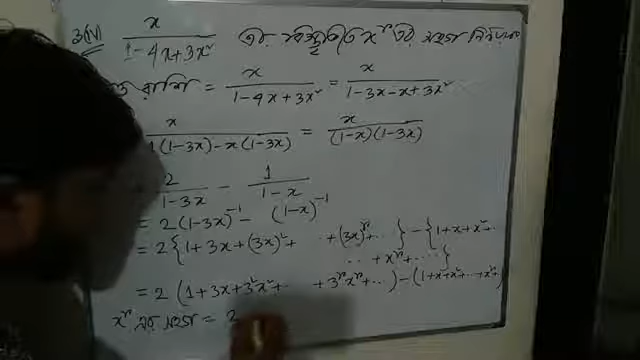 3(iv) x/(1-4x+3x²) এর বিস্তৃতিতে xⁿ এর সহগ নির্ণয়
রাশি = x/(1-4x+3x²) = x/(1-3x-x+3x²)
x/(1(1-3x)-x(1-3x)) = x/((1-x)(1-3x))
2/(1-3x) - 1/(1-x)
= 2(1-3x)⁻¹ - (1-x)⁻¹
= 2{1+3x+(3x)²+ ·· ··+(3x)ⁿ+··} - {1+x+x²+··
·· +xⁿ+····}
= 2(1+3x+3²x²+·· ··+3ⁿxⁿ+··) - (1+x+x²+··+xⁿ+)
xⁿ এর সহগ = 2